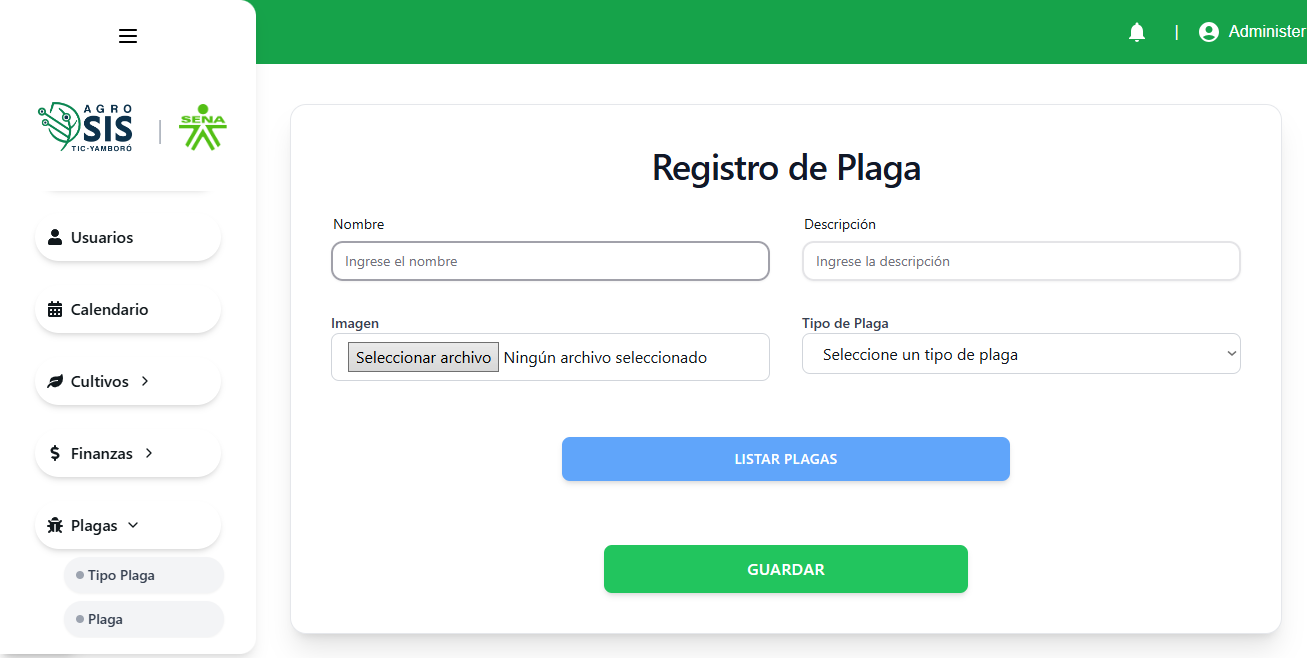 | Administer
AGRO
SIS
TIC-YAMBORÓ
|
SENA
Usuarios
Calendario
Cultivos
Finanzas
Plagas
Tipo Plaga
Plaga
Registro de Plaga
Nombre
Ingrese el nombre
Descripción
Ingrese la descripción
Imagen
Seleccionar archivo Ningún archivo seleccionado
Tipo de Plaga
Seleccione un tipo de plaga
LISTAR PLAGAS
GUARDAR